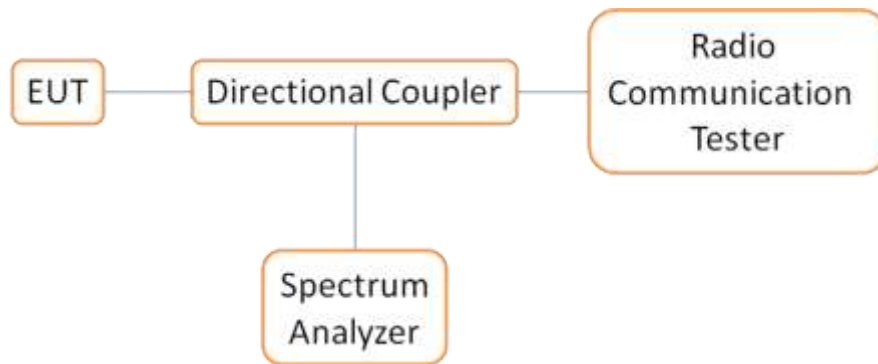 EUT
Directional Coupler
Radio
Communication
Tester
Spectrum
Analyzer